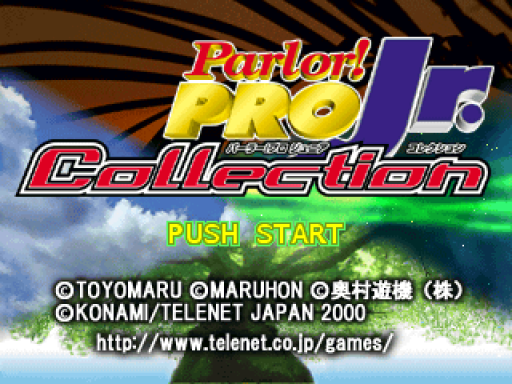 Parlor!
PRO Jr.
パーラー!プロ ジュニア コレクション
Collection
PUSH START
©TOYOMARU ©MARUHON ©奥村遊機（株）
©KONAMI/TELENET JAPAN 2000
http://www.telenet.co.jp/games/